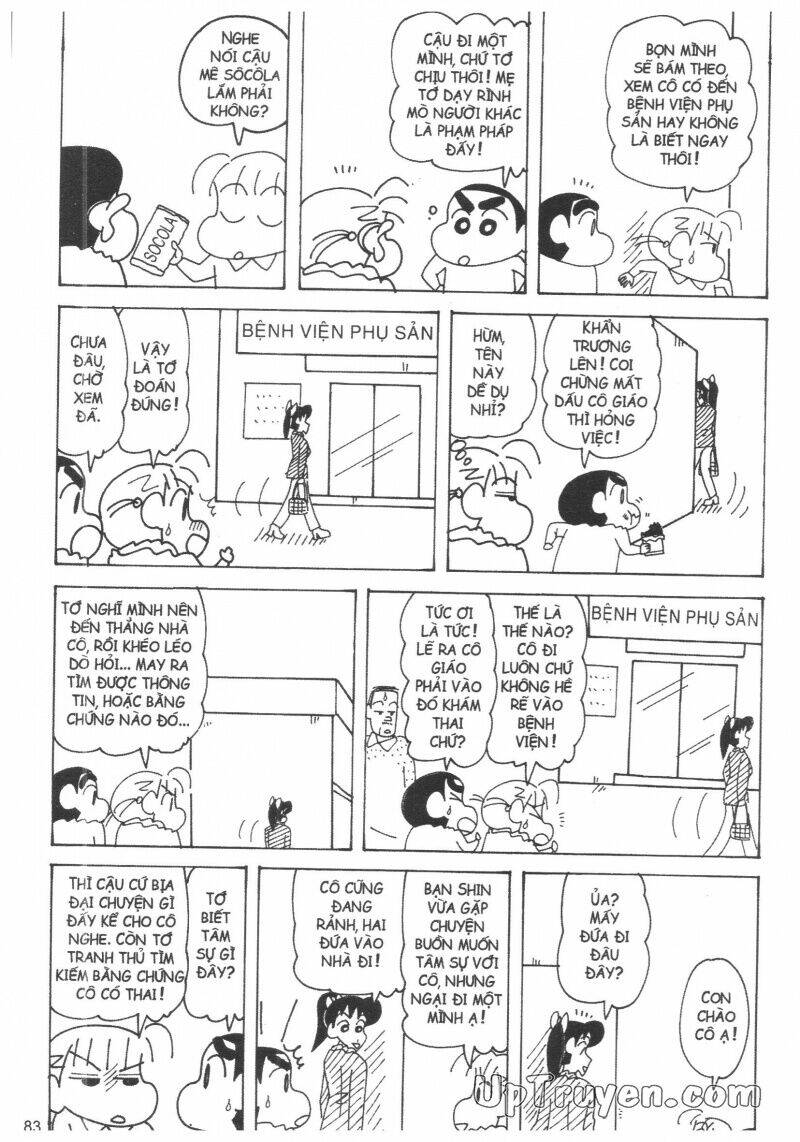 BỌN MÌNH
SẼ BÁM THEO,
XEM CÔ CÓ ĐẾN
BỆNH VIỆN PHỤ
SẢN HAY KHÔNG
LÀ BIẾT NGAY
THÔI!
CẬU ĐI MỘT
MÌNH, CHỨ TỚ
CHỊU THÔI! MẸ
TỚ DẠY RÌNH
MÒ NGƯỜI KHÁC
LÀ PHẠM PHÁP
ĐẤY!
NGHE
NÓI CẬU
MÊ SÔCÔLA
LẮM PHẢI
KHÔNG?
SOCOLA
KHẨN
TRƯƠNG
LÊN! COI
CHỪNG MẤT
DẤU CÔ GIÁO
THÌ HỎNG
VIỆC!
HỪM,
TÊN
NÀY
DỄ DỤ
NHỈ?
BỆNH VIỆN PHỤ SẢN
VẬY
LÀ TỚ
ĐOÁN
ĐÚNG!
CHƯA
ĐÂU,
CHỜ
XEM
ĐÃ.
BỆNH VIỆN PHỤ SẢN
THẾ LÀ
THẾ NÀO?
CÔ ĐI
LUÔN CHỨ
KHÔNG HỀ
RẼ VÀO
BỆNH
VIỆN!
TỨC ƠI
LÀ TỨC!
LẼ RA CÔ
GIÁO
PHẢI VÀO
ĐÓ KHÁM
THAI
CHỨ?
TỚ NGHĨ MÌNH NÊN
ĐẾN THẲNG NHÀ
CÔ, RỒI KHÉO LÉO
DÒ HỎI... MAY RA
TÌM ĐƯỢC THÔNG
TIN, HOẶC BẰNG
CHỨNG NÀO ĐÓ...
CON
CHÀO
CÔ Ạ!
ỦA?
MẤY
ĐỨA ĐI
ĐÂU
ĐÂY?
BẠN SHIN
VỪA GẶP
CHUYỆN
BUỒN MUỐN
TÂM SỰ VỚI
CÔ, NHƯNG
NGẠI ĐI MỘT
MÌNH Ạ!
CÔ CŨNG
ĐANG
RẢNH, HAI
ĐỨA VÀO
NHÀ ĐI!
TỚ
BIẾT
TÂM
SỰ GÌ
ĐÂY?
THÌ CẬU CỨ BỊA
ĐẠI CHUYỆN GÌ
ĐẤY KỂ CHO CÔ
NGHE. CÒN TỚ
TRANH THỦ TÌM
KIẾM BẰNG CHỨNG
CÔ CÓ THAI!
UpTruyen.com
83